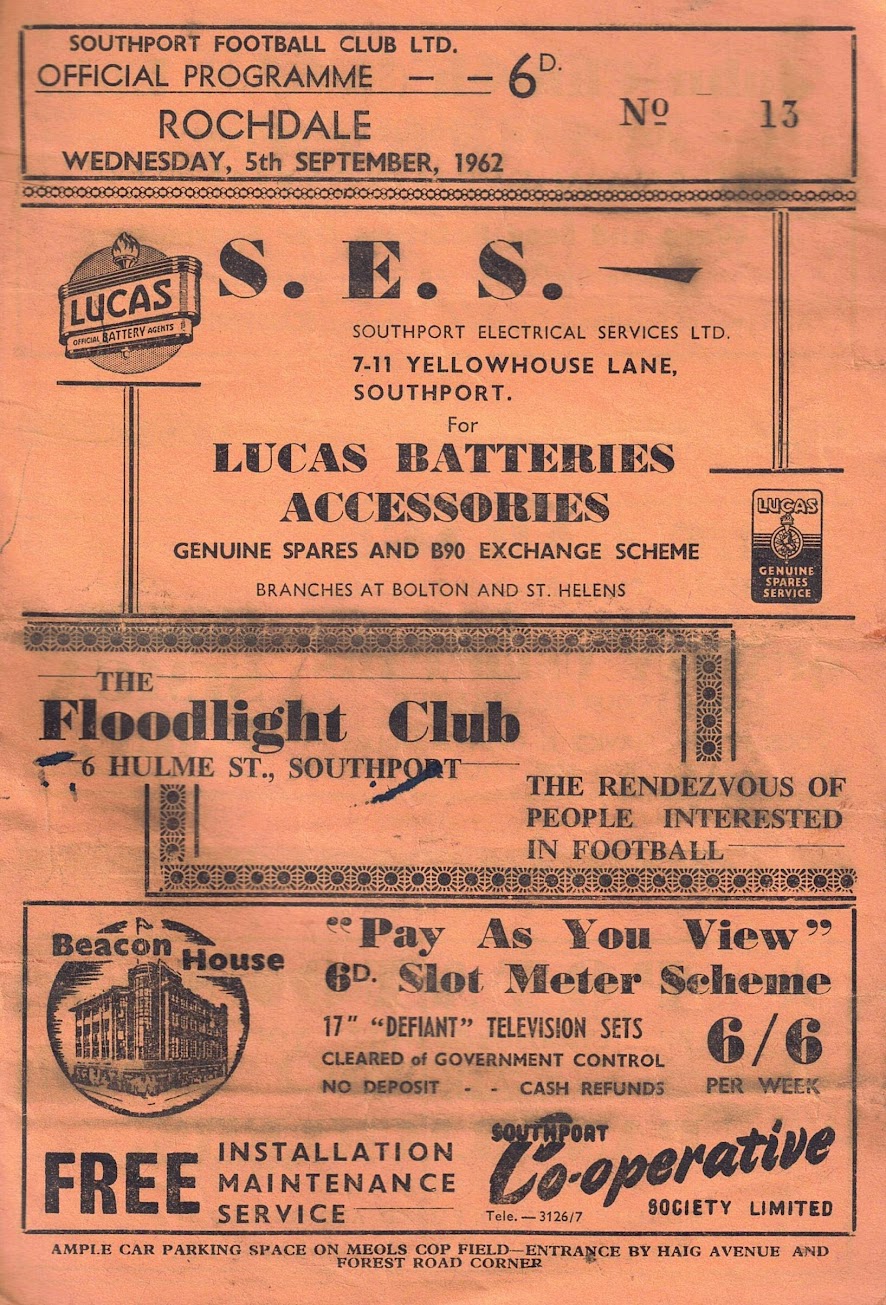 SOUTHPORT FOOTBALL CLUB LTD.
OFFICIAL PROGRAMME — — 6D.
No 13
ROCHDALE
WEDNESDAY, 5th SEPTEMBER, 1962
LUCAS
OFFICIAL BATTERY AGENTS
S. E. S.
SOUTHPORT ELECTRICAL SERVICES LTD.
7-11 YELLOWHOUSE LANE,
SOUTHPORT.
For
LUCAS BATTERIES
ACCESSORIES
GENUINE SPARES AND B90 EXCHANGE SCHEME
BRANCHES AT BOLTON AND ST. HELENS
LUCAS
GENUINE
SPARES
SERVICE
THE
Floodlight Club
6 HULME ST., SOUTHPORT
THE RENDEZVOUS OF
PEOPLE INTERESTED
IN FOOTBALL
Beacon House
"Pay As You View"
6D. Slot Meter Scheme
17" "DEFIANT" TELEVISION SETS
CLEARED of GOVERNMENT CONTROL
NO DEPOSIT - - CASH REFUNDS
6/6
PER WEEK
FREE
INSTALLATION
MAINTENANCE
SERVICE
SOUTHPORT
Co-operative
SOCIETY LIMITED
Tele.—3126/7
AMPLE CAR PARKING SPACE ON MEOLS COP FIELD—ENTRANCE BY HAIG AVENUE AND
FOREST ROAD CORNER